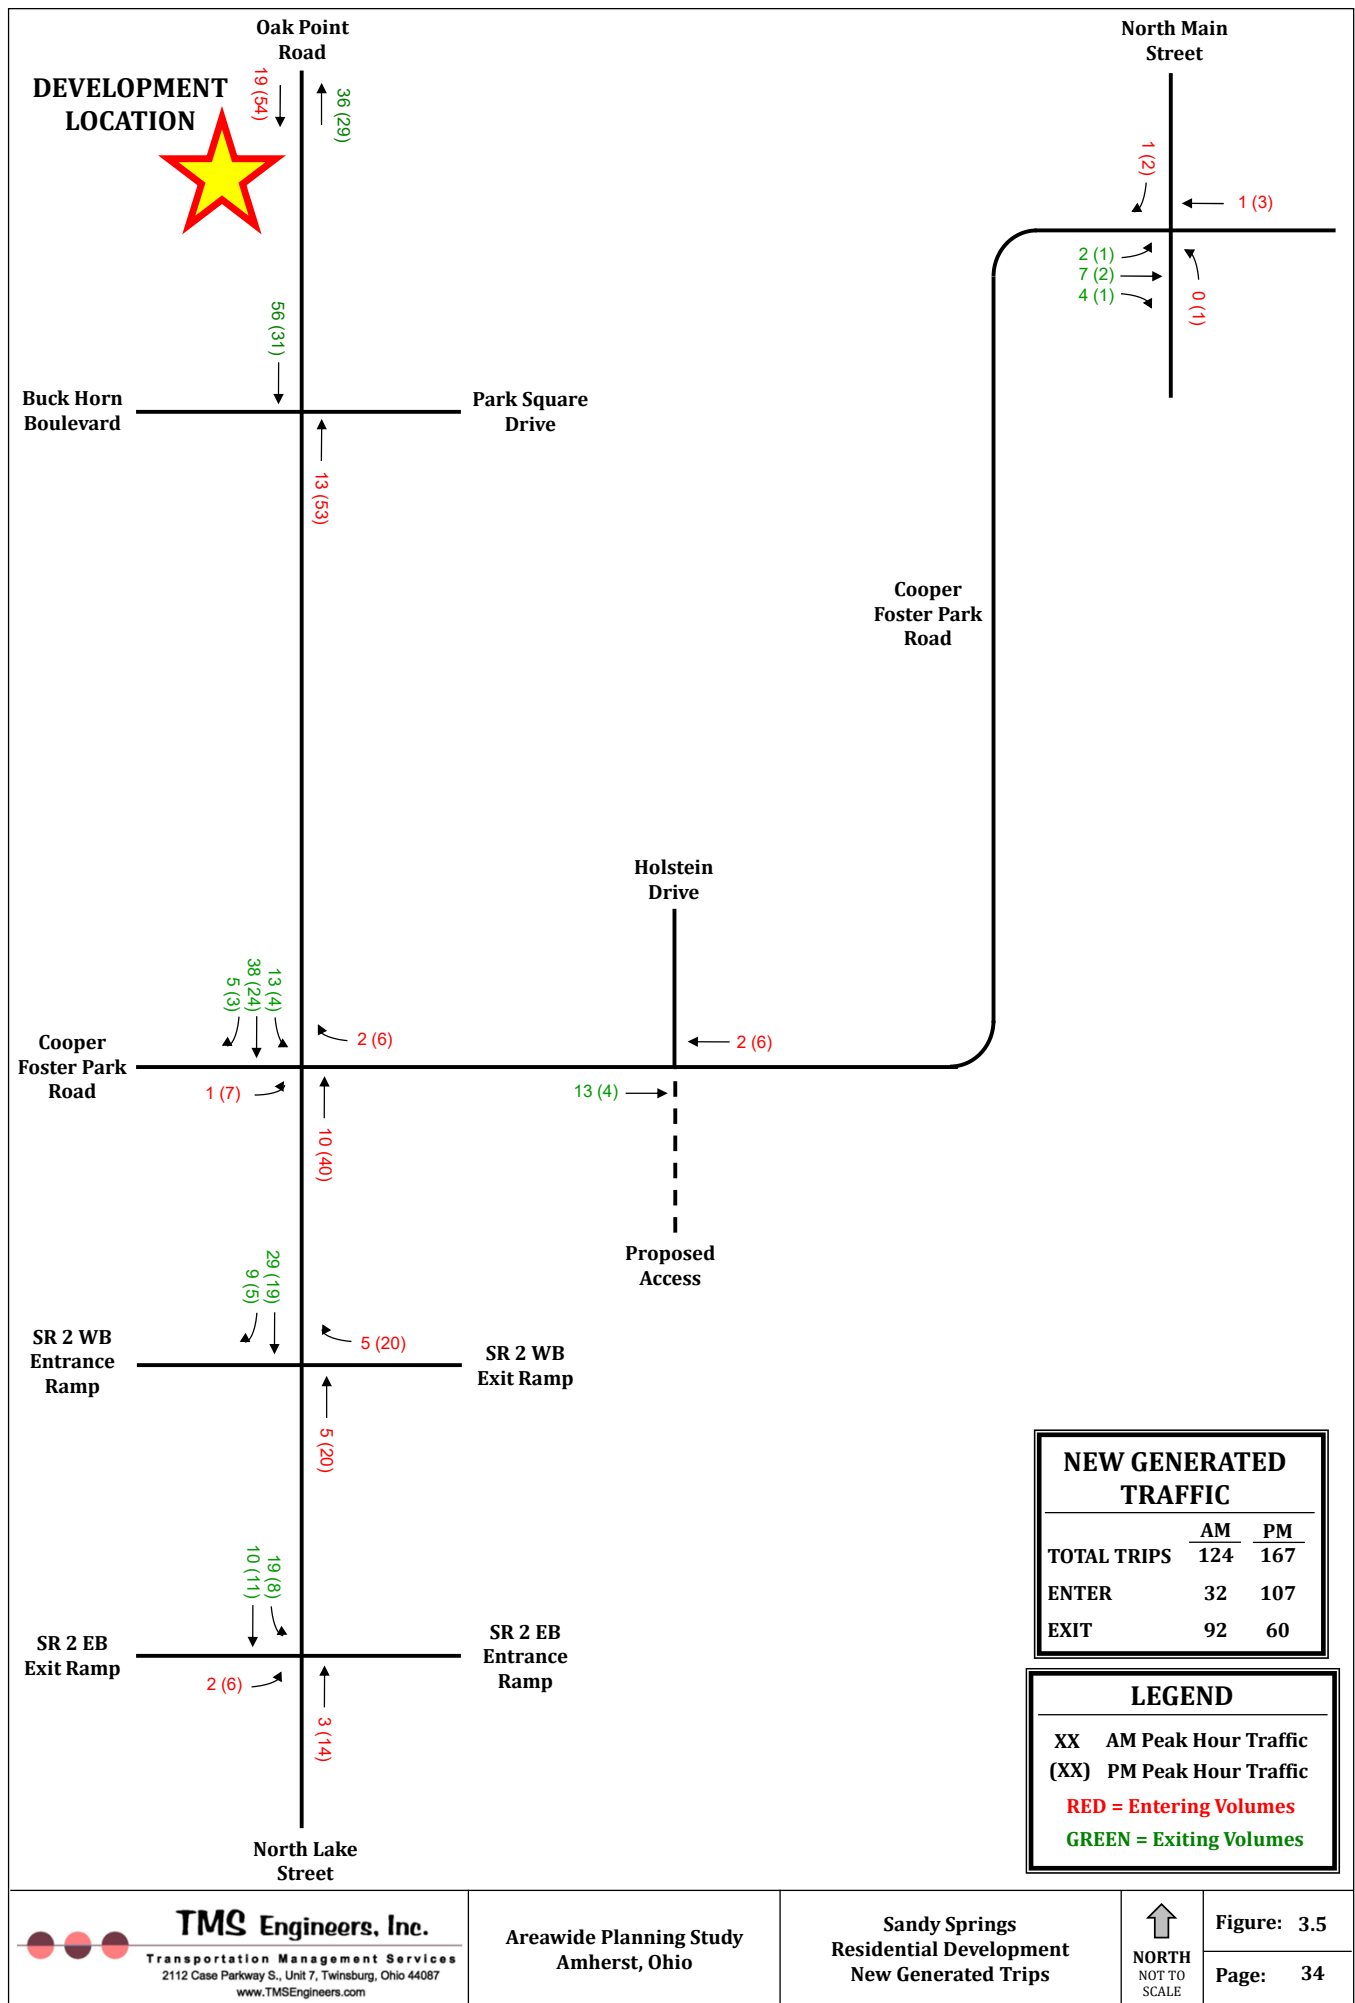 Oak Point
Road
North Main
Street
DEVELOPMENT
LOCATION
19 (54)
36 (29)
1 (2)
1 (3)
2 (1)
7 (2)
4 (1)
0 (1)
56 (31)
Buck Horn
Boulevard
Park Square
Drive
13 (53)
Cooper
Foster Park
Road
Holstein
Drive
5 (3)
38 (24)
13 (4)
2 (6)
2 (6)
Cooper
Foster Park
Road
1 (7)
13 (4)
10 (40)
Proposed
Access
9 (5)
29 (19)
5 (20)
SR 2 WB
Entrance
Ramp
SR 2 WB
Exit Ramp
5 (20)
10 (11)
19 (8)
SR 2 EB
Exit Ramp
SR 2 EB
Entrance
Ramp
2 (6)
3 (14)
North Lake
Street
NEW GENERATED
TRAFFIC
AM PM
TOTAL TRIPS 124 167
ENTER 32 107
EXIT 92 60
LEGEND
XX AM Peak Hour Traffic
(XX) PM Peak Hour Traffic
RED = Entering Volumes
GREEN = Exiting Volumes
TMS Engineers, Inc.
Transportation Management Services
2112 Case Parkway S., Unit 7, Twinsburg, Ohio 44087
www.TMSEngineers.com
Areawide Planning Study
Amherst, Ohio
Sandy Springs
Residential Development
New Generated Trips
NORTH
NOT TO
SCALE
Figure: 3.5
Page: 34